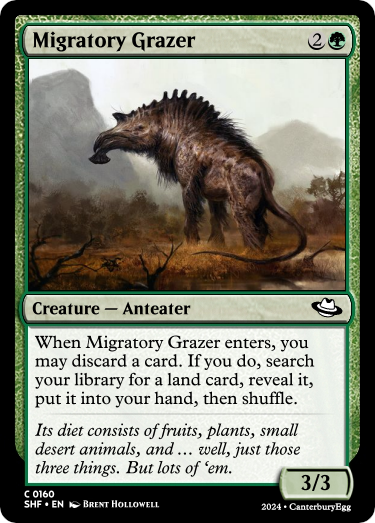 Migratory Grazer 2
Creature — Anteater
When Migratory Grazer enters, you
may discard a card. If you do, search
your library for a land card, reveal it,
put it into your hand, then shuffle.
Its diet consists of fruits, plants, small
desert animals, and … well, just those
three things. But lots of ‘em.
3/3
C 0160
SHF • EN Brent Hollowell
2024 • CanterburyEgg